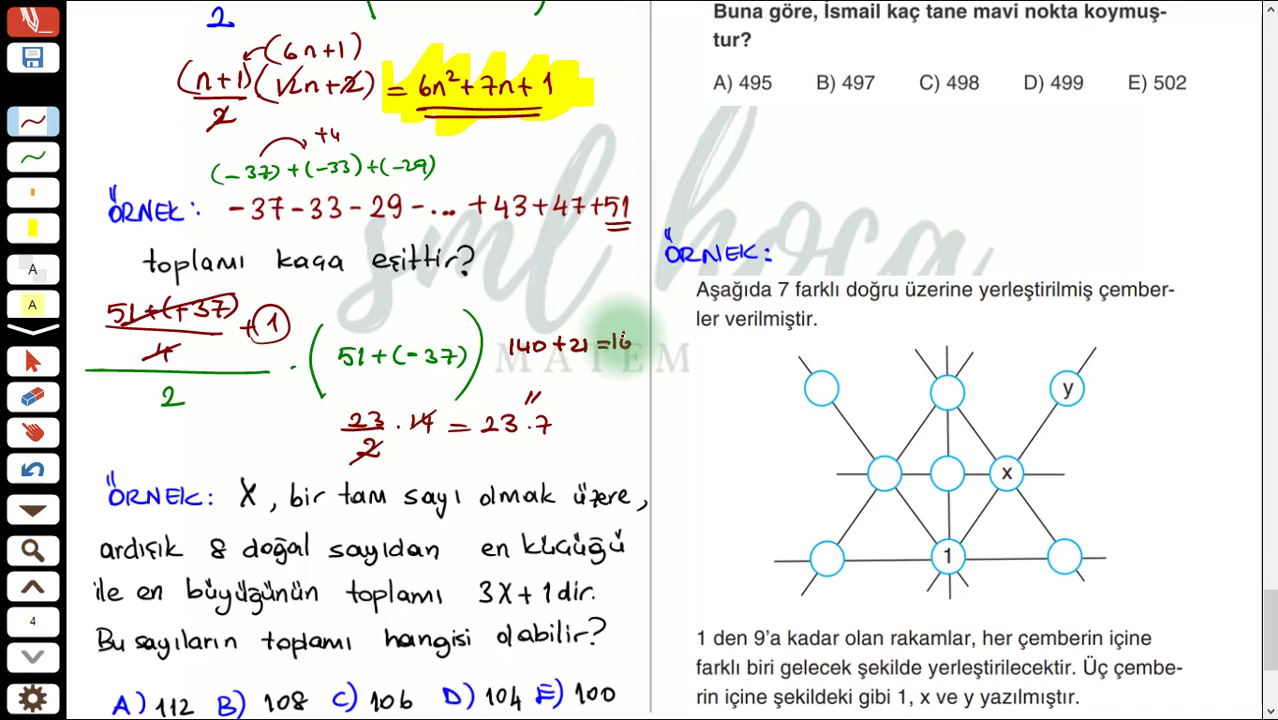 2
(n+1)/2 (12n+2) = 6n²+7n+1
(6n+1)
+4
(-37)+(-33)+(-29)
ÖRNEK: -37-33-29-... +43+47+51
toplamı kaça eşittir?
51+(-37)/4 +1
2
. (51+(-37)) 140+21=16
23/2 . 14 = 23.7
ÖRNEK: X, bir tam sayı olmak üzere,
ardışık 8 doğal sayıdan en küçüğü
ile en büyüğünün toplamı 3X+1 dir.
Bu sayıların toplamı hangisi olabilir?
A) 112 B) 108 C) 106 D) 104 E) 100
Buna göre, İsmail kaç tane mavi nokta koymuş-
tur?
A) 495 B) 497 C) 498 D) 499 E) 502
sml hoca
MATEM
ÖRNEK:
Aşağıda 7 farklı doğru üzerine yerleştirilmiş çember-
ler verilmiştir.
y
x
1
1 den 9'a kadar olan rakamlar, her çemberin içine
farklı biri gelecek şekilde yerleştirilecektir. Üç çembe-
rin içine şekildeki gibi 1, x ve y yazılmıştır.
A
A
4